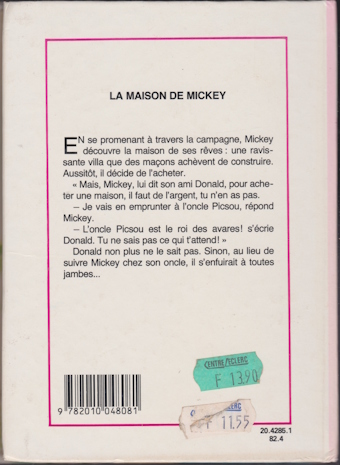 LA MAISON DE MICKEY
EN se promenant à travers la campagne, Mickey
découvre la maison de ses rêves : une ravis-
sante villa que des maçons achèvent de construire.
Aussitôt, il décide de l'acheter.
« Mais, Mickey, lui dit son ami Donald, pour ache-
ter une maison, il faut de l'argent, tu n'en as pas.
– Je vais en emprunter à l'oncle Picsou, répond
Mickey.
– L'oncle Picsou est le roi des avares! s'écrie
Donald. Tu ne sais pas ce qui t'attend! »
Donald non plus ne le sait pas. Sinon, au lieu de
suivre Mickey chez son oncle, il s'enfuirait à toutes
jambes...
CENTRE/LECLERC
F 13.90
F 11.55
9 782010 048081
20.4285.1
82.4